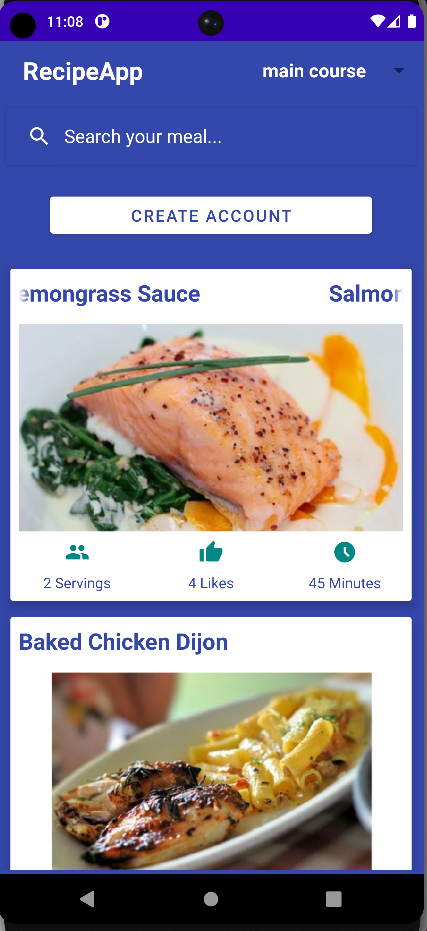 11:08
RecipeApp
main course
Search your meal...
CREATE ACCOUNT
emongrass Sauce Salmon
2 Servings
4 Likes
45 Minutes
Baked Chicken Dijon